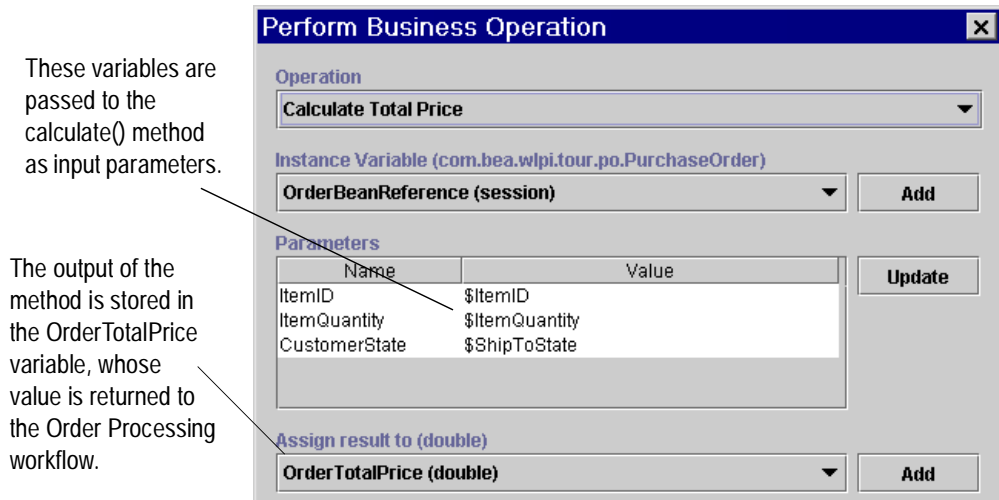 Perform Business Operation
These variables are
passed to the
calculate() method
as input parameters.
Operation
Calculate Total Price
Instance Variable (com.bea.wlpi.tour.po.PurchaseOrder)
OrderBeanReference (session)
Add
Parameters
Name Value
Update
ItemID $ItemID
ItemQuantity $ItemQuantity
CustomerState $ShipToState
The output of the
method is stored in
the OrderTotalPrice
variable, whose
value is returned to
the Order Processing
workflow.
Assign result to (double)
OrderTotalPrice (double)
Add